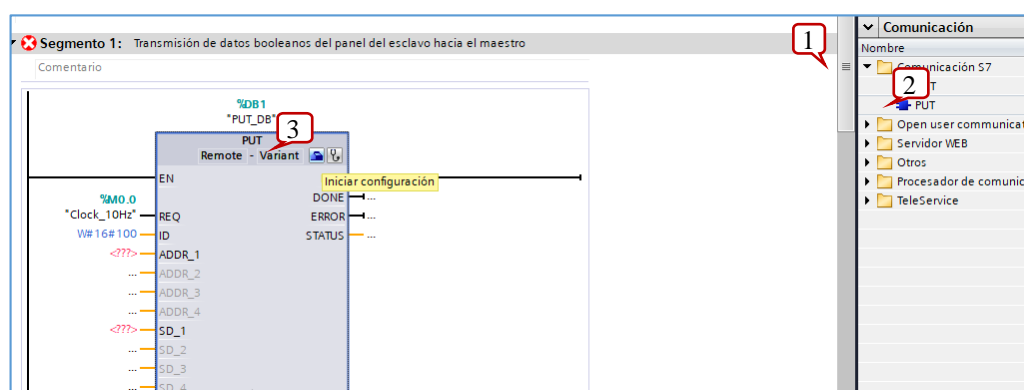 Segmento 1: Transmisión de datos booleanos del panel del esclavo hacia el maestro
Comentario
%DB1
"PUT_DB"
PUT
Remote - Variant
EN
Iniciar configuración
%M0.0
"Clock_10Hz"
REQ
W#16#100
ID
<???>
ADDR_1
... ADDR_2
... ADDR_3
... ADDR_4
<???>
SD_1
... SD_2
... SD_3
... SD_4
DONE ...
ERROR ...
STATUS ...
1
2
3
Comunicación
Nombre
Comunicación S7
PUT
Open user communicat
Servidor WEB
Otros
Procesador de comunic
TeleService